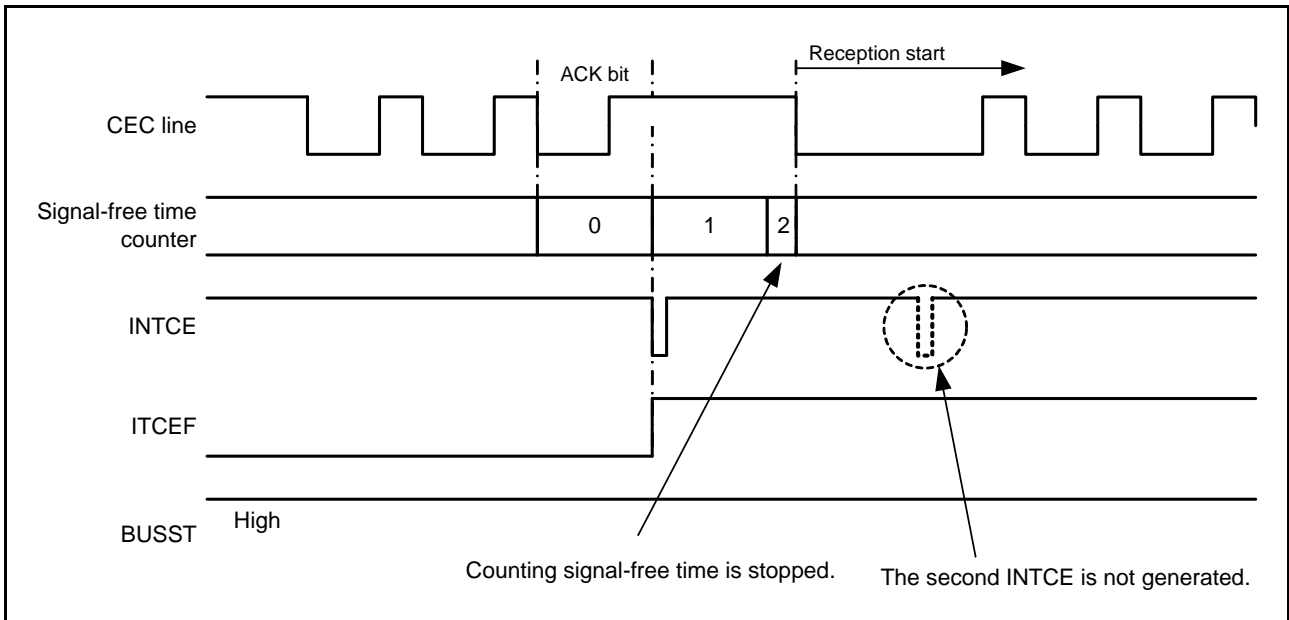 Reception start
ACK bit
CEC line
Signal-free time
counter
0
1
2
INTCE
ITCEF
BUSST
High
Counting signal-free time is stopped.
The second INTCE is not generated.